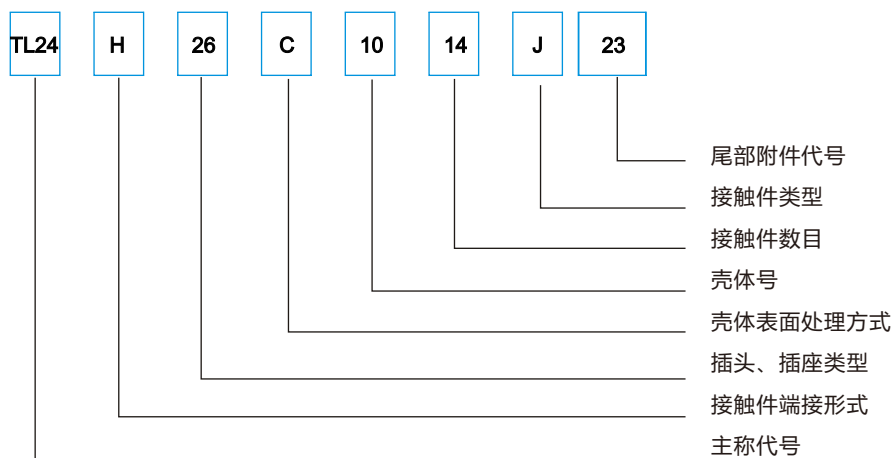 TL24 H 26 C 10 14 J 23
尾部附件代号
接触件类型
接触件数目
壳体号
壳体表面处理方式
插头、插座类型
接触件端接形式
主称代号